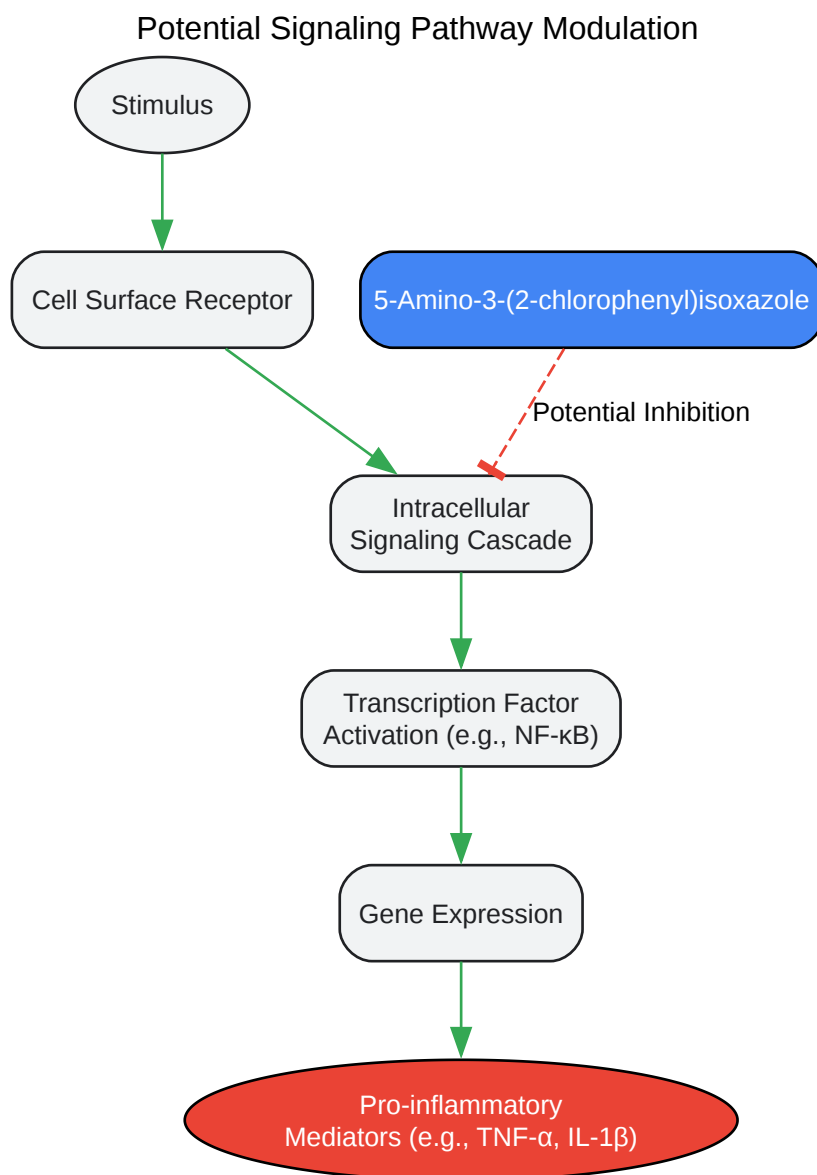 Potential Signaling Pathway Modulation
Stimulus
Cell Surface Receptor
5-Amino-3-(2-chlorophenyl)isoxazole
Potential Inhibition
Intracellular
Signaling Cascade
Transcription Factor
Activation (e.g., NF-κB)
Gene Expression
Pro-inflammatory
Mediators (e.g., TNF-α, IL-1β)